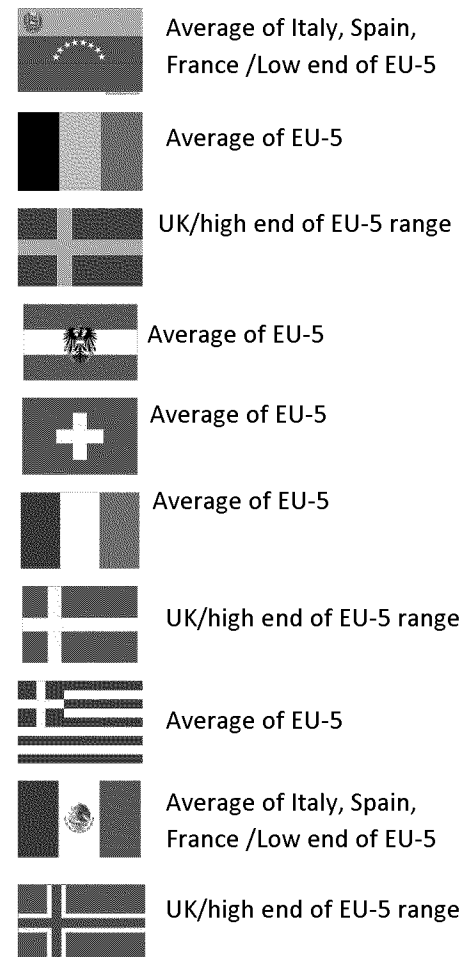 Average of Italy, Spain,
France /Low end of EU-5
Average of EU-5
UK/high end of EU-5 range
Average of EU-5
Average of EU-5
Average of EU-5
UK/high end of EU-5 range
Average of EU-5
Average of Italy, Spain,
France /Low end of EU-5
UK/high end of EU-5 range